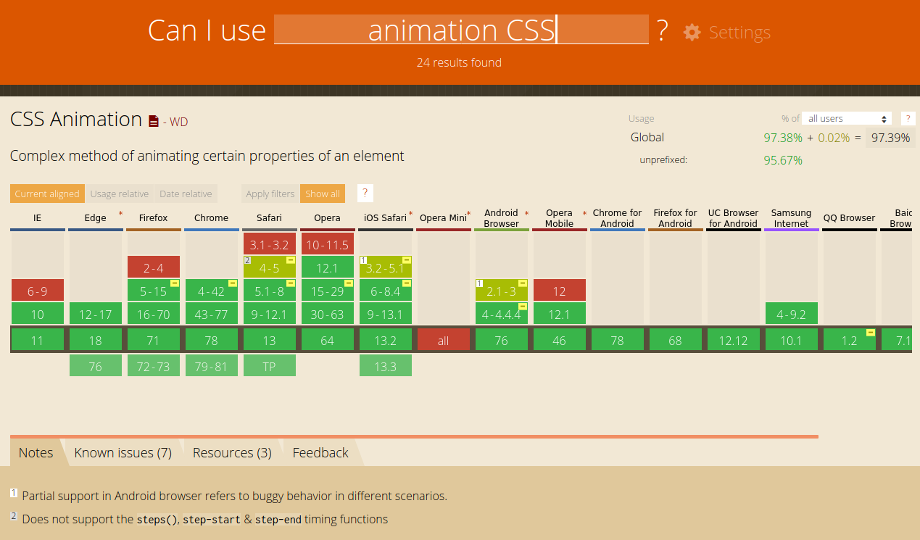 Can I use animation CSS ? Settings
24 results found
CSS Animation - WD
Usage % of all users ?
Global 97.38% + 0.02% = 97.39%
unprefixed: 95.67%
Complex method of animating certain properties of an element
Current aligned Usage relative Date relative Apply filters Show all ?
IE Edge * Firefox Chrome Safari Opera iOS Safari * Opera Mini * Android Browser * Opera Mobile * Chrome for Android Firefox for Android UC Browser for Android Samsung Internet QQ Browser
3.1-3.2 10-11.5
2-4 2 4-5 12.1 1 3.2-5.1
6-9 5-15 4-42 5.1-8 15-29 6-8.4 1 2.1-3 12
10 12-17 16-70 43-77 9-12.1 30-63 9-13.1 4-4.4.4 12.1 4-9.2
11 18 71 78 13 64 13.2 all 76 46 78 68 12.12 10.1 1.2 7.1
76 72-73 79-81 TP 13.3
Notes Known issues (7) Resources (3) Feedback
1 Partial support in Android browser refers to buggy behavior in different scenarios.
2 Does not support the steps(), step-start & step-end timing functions